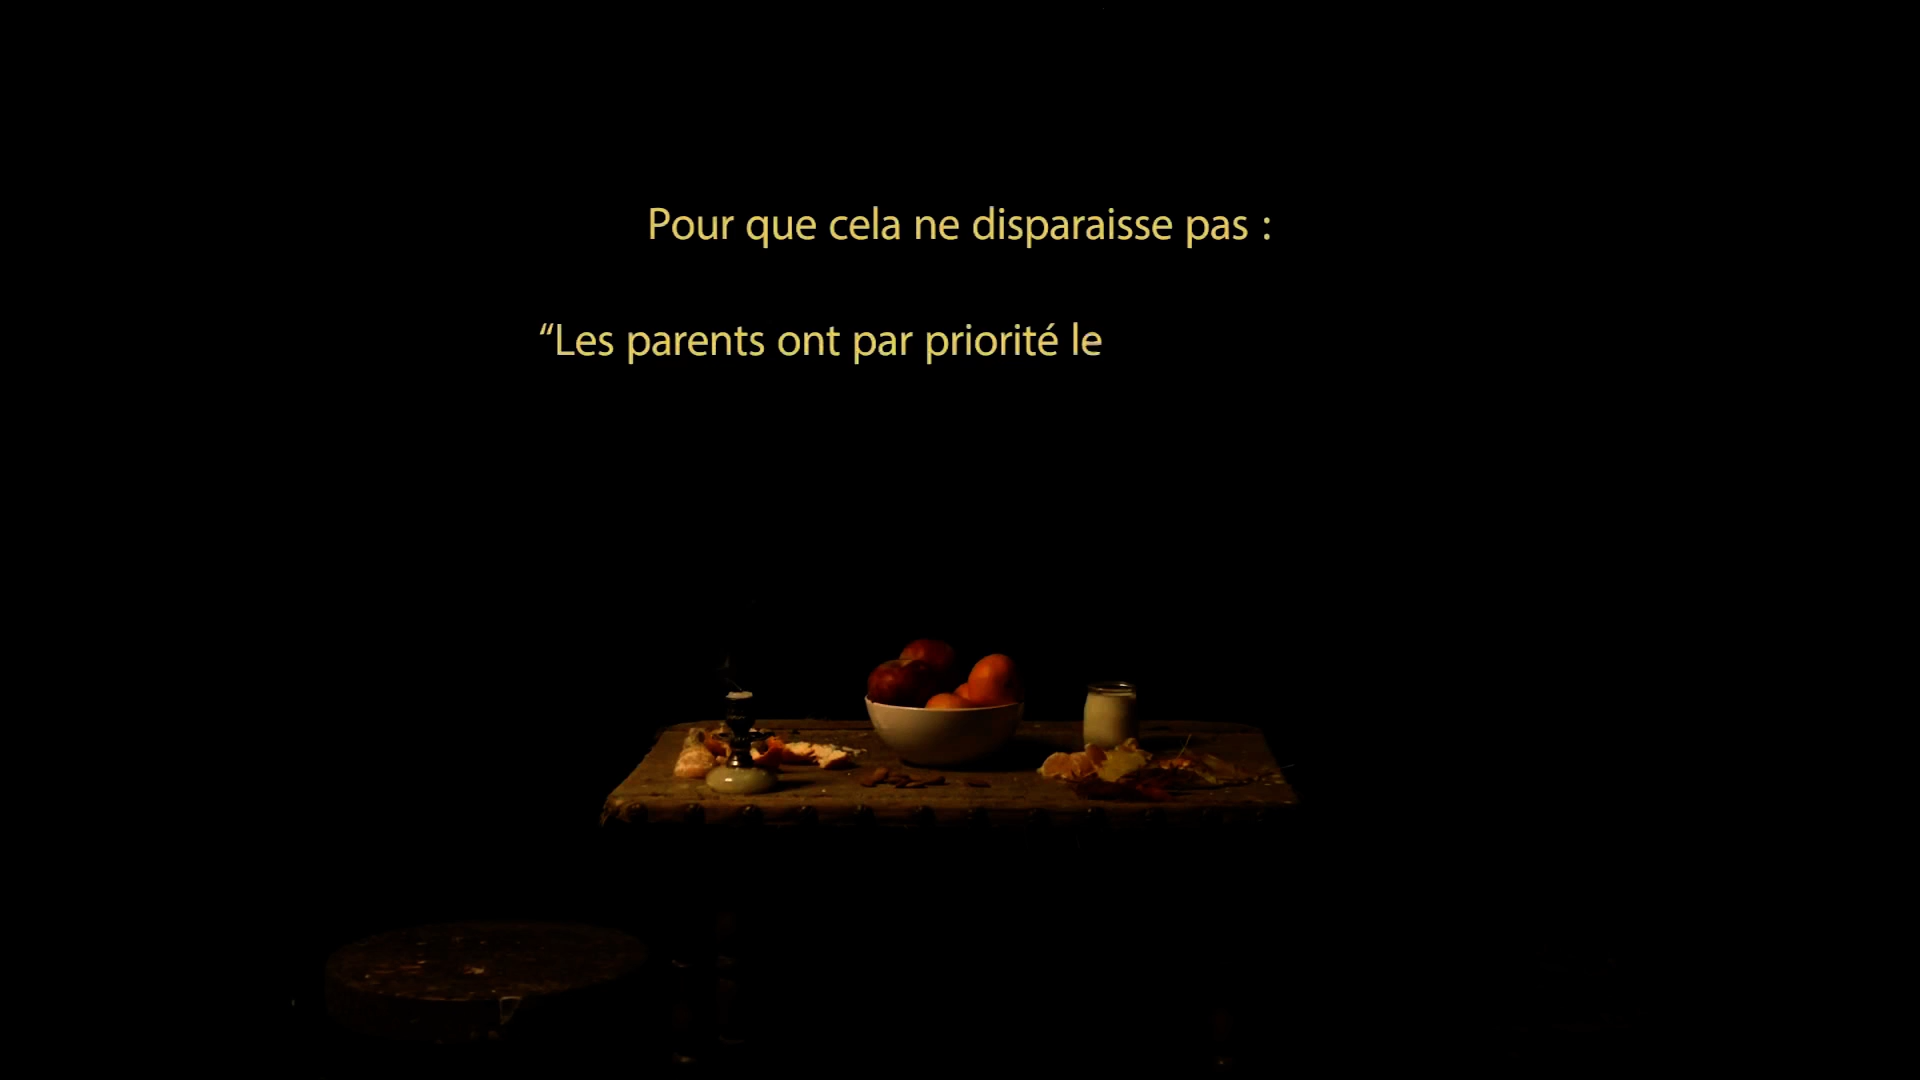 Pour que cela ne disparaisse pas :
“Les parents ont par priorité le